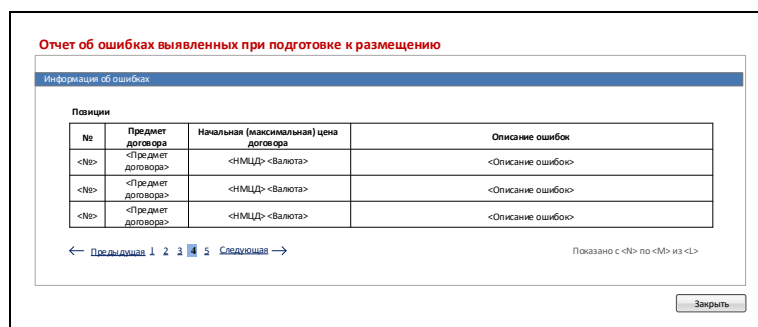 Отчет об ошибках выявленных при подготовке к размещению
Информация об ошибках
Позиции
№ Предмет договора Начальная (максимальная) цена договора Описание ошибок
<№> <Предмет договора> <НМЦД> <Валюта> <Описание ошибок>
<№> <Предмет договора> <НМЦД> <Валюта> <Описание ошибок>
<№> <Предмет договора> <НМЦД> <Валюта> <Описание ошибок>
Предыдущая 1 2 3 4 5 Следующая Показано с <N> по <M> из <L>
Закрыть